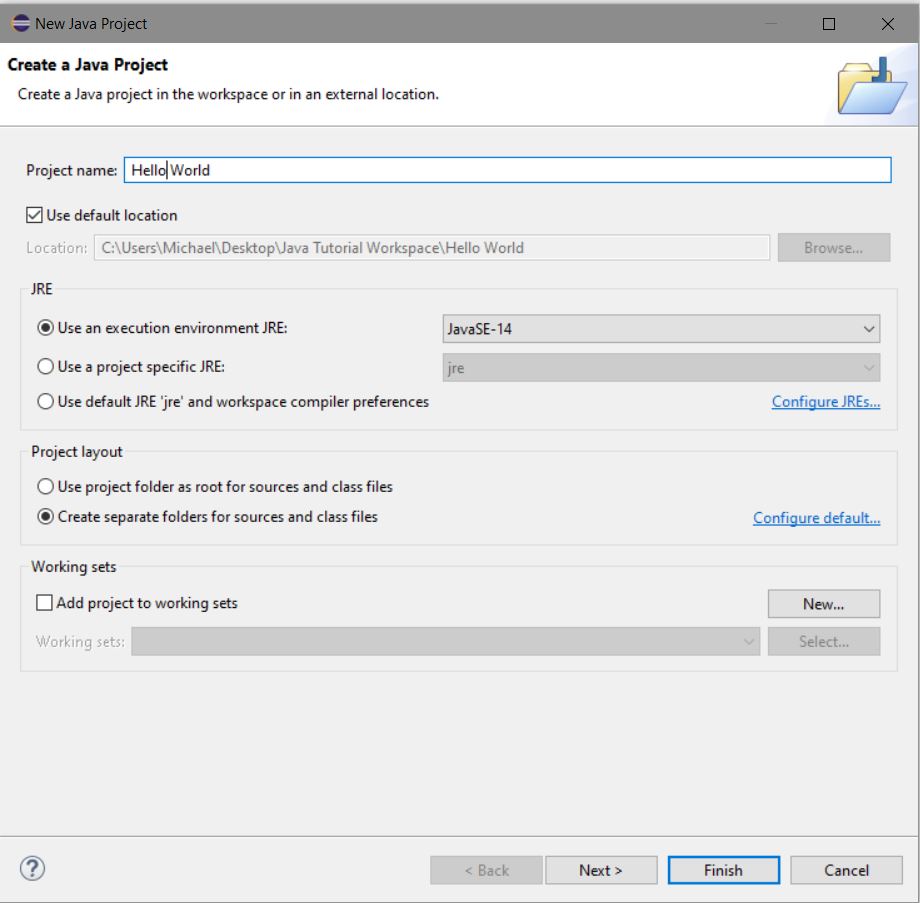 New Java Project
Create a Java Project
Create a Java project in the workspace or in an external location.
Project name: Hello World
Use default location
Location: C:\Users\Michael\Desktop\Java Tutorial Workspace\Hello World Browse...
JRE
Use an execution environment JRE: JavaSE-14
Use a project specific JRE: jre
Use default JRE 'jre' and workspace compiler preferences Configure JREs...
Project layout
Use project folder as root for sources and class files
Create separate folders for sources and class files Configure default...
Working sets
Add project to working sets New...
Working sets: Select...
? < Back Next > Finish Cancel